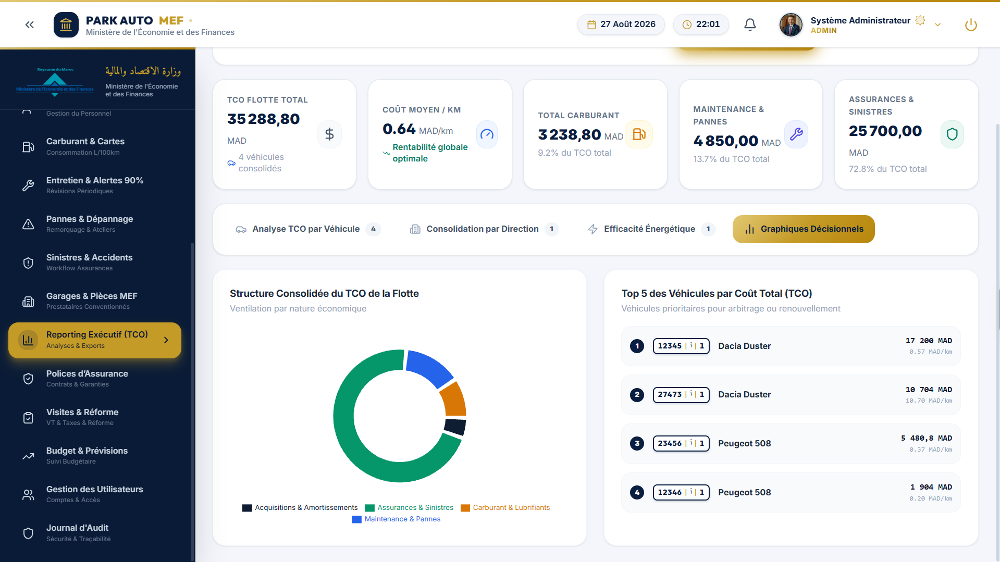 PARK AUTO MEF
Ministère de l'Économie et des Finances
27 Août 2026
22:01
Système Administrateur
ADMIN
Royaume du Maroc
Ministère de l'Economie et des Finances
وزارة الاقتصاد والمالية
Ministère de l'Économie
et des Finances
Gestion du Personnel
Carburant & Cartes
Consommation L/100km
Entretien & Alertes 90%
Révisions Périodiques
Pannes & Dépannage
Remorquage & Ateliers
Sinistres & Accidents
Workflow Assurances
Garages & Pièces MEF
Prestataires Conventionnés
Reporting Exécutif (TCO)
Analyses & Exports
Polices d’Assurance
Contrats & Garanties
Visites & Réforme
VT & Taxes & Réforme
Budget & Prévisions
Suivi Budgétaire
Gestion des Utilisateurs
Comptes & Accès
Journal d'Audit
Sécurité & Traçabilité
TCO FLOTTE TOTAL
35 288,80
MAD
4 véhicules
consolidés
COÛT MOYEN / KM
0.64 MAD/km
Rentabilité globale
optimale
TOTAL CARBURANT
3 238,80 MAD
9.2% du TCO total
MAINTENANCE &
PANNES
4 850,00 MAD
13.7% du TCO total
ASSURANCES &
SINISTRES
25 700,00
MAD
72.8% du TCO total
Analyse TCO par Véhicule 4
Consolidation par Direction 1
Efficacité Énergétique 1
Graphiques Décisionnels
Structure Consolidée du TCO de la Flotte
Ventilation par nature économique
Acquisitions & Amortissements Assurances & Sinistres Carburant & Lubrifiants
Maintenance & Pannes
Top 5 des Véhicules par Coût Total (TCO)
Véhicules prioritaires pour arbitrage ou renouvellement
1 12345 | أ | 1 Dacia Duster 17 200 MAD
0.57 MAD/km
2 27473 | أ | 1 Dacia Duster 10 704 MAD
10.70 MAD/km
3 23456 | أ | 1 Peugeot 508 5 480,8 MAD
0.37 MAD/km
4 12346 | أ | 1 Peugeot 508 1 904 MAD
0.20 MAD/km